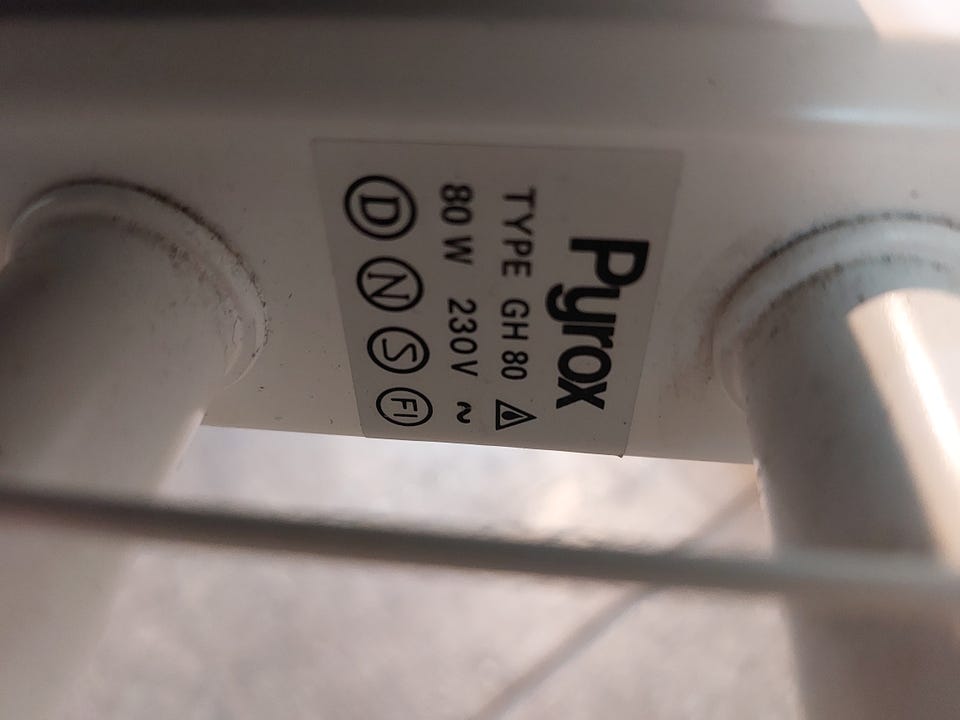 Pyrox
TYPE GH 80
80 W 230V ~
D N S FI